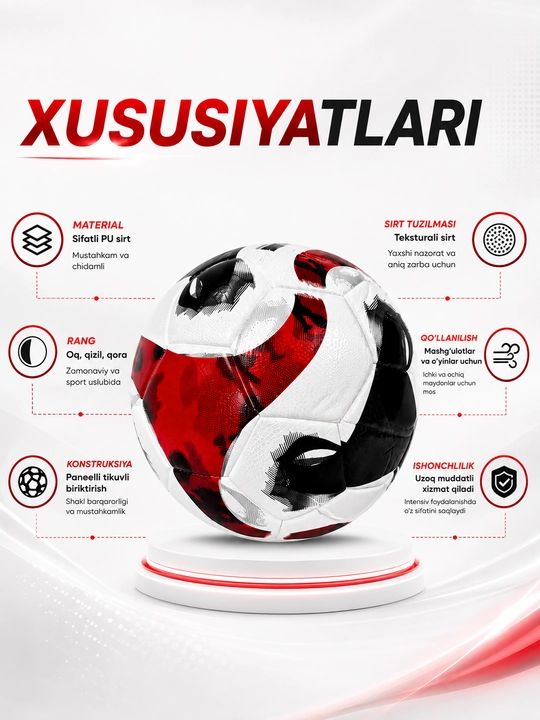 XUSUSIYATLARI
MATERIAL
Sifatli PU sirt
Mustahkam va
chidamli
SIRT TUZILMASI
Teksturali sirt
Yaxshi nazorat va
aniq zarba uchun
RANG
Oq, qizil, qora
Zamonaviy va
sport uslubida
QO'LLANILISH
Mashg'ulotlar
va o'yinlar uchun
Ichki va ochiq
maydonlar uchun
mos
KONSTRUKSIYA
Paneelli tikuvli
biriktirish
Shakl barqarorligi
va mustahkamlik
ISHONCHLILIK
Uzoq muddatli
xizmat qiladi
Intensiv foydalanishda
o'z sifatini saqlaydi